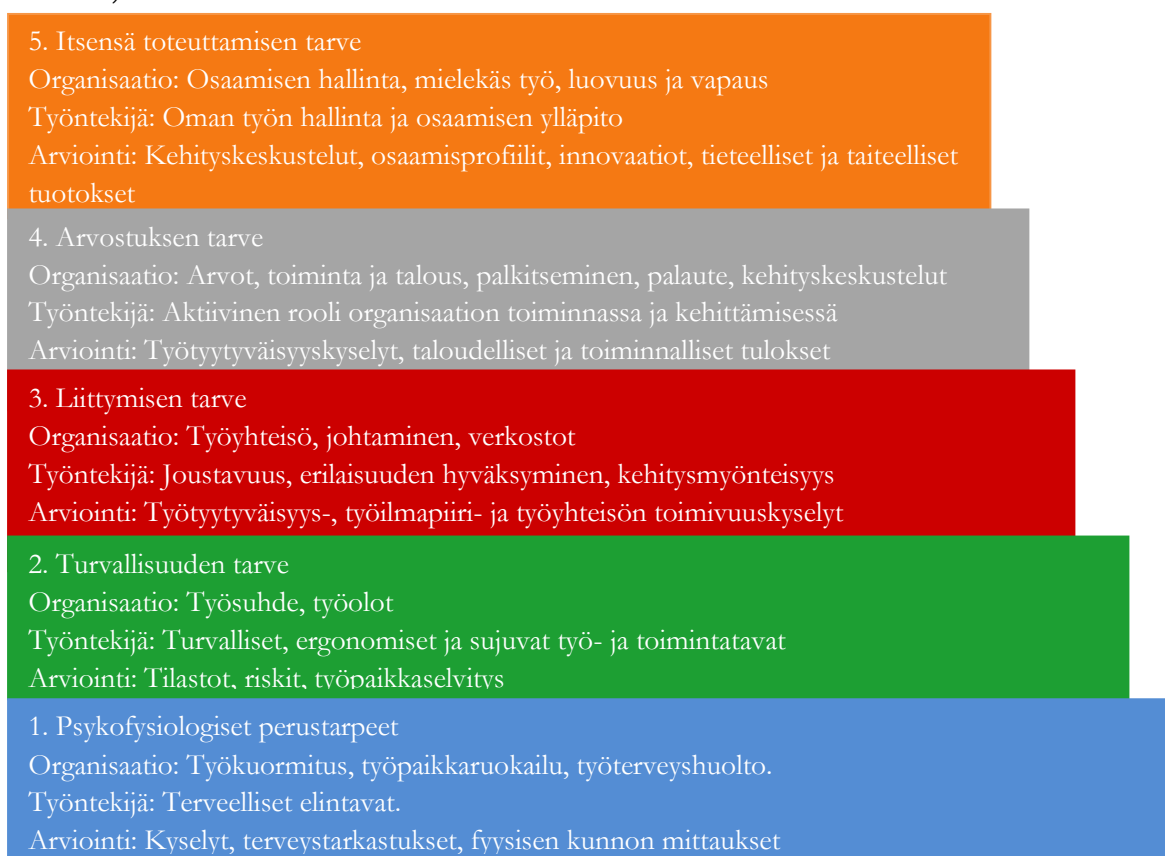 5. Itsensä toteuttamisen tarve
Organisaatio: Osaamisen hallinta, mielekäs työ, luovuus ja vapaus
Työntekijä: Oman työn hallinta ja osaamisen ylläpito
Arviointi: Kehityskeskustelut, osaamisprofiilit, innovaatiot, tieteelliset ja taiteelliset
tuotokset
4. Arvostuksen tarve
Organisaatio: Arvot, toiminta ja talous, palkitseminen, palaute, kehityskeskustelut
Työntekijä: Aktiivinen rooli organisaation toiminnassa ja kehittämisessä
Arviointi: Työtyytyväisyyskyselyt, taloudelliset ja toiminnalliset tulokset
3. Liittymisen tarve
Organisaatio: Työyhteisö, johtaminen, verkostot
Työntekijä: Joustavuus, erilaisuuden hyväksyminen, kehitysmyönteisyys
Arviointi: Työtyytyväisyys-, työilmapiiri- ja työyhteisön toimivuuskyselyt
2. Turvallisuuden tarve
Organisaatio: Työsuhde, työolot
Työntekijä: Turvalliset, ergonomiset ja sujuvat työ- ja toimintatavat
Arviointi: Tilastot, riskit, työpaikkaselvitys
1. Psykofysiologiset perustarpeet
Organisaatio: Työkuormitus, työpaikkaruokailu, työterveyshuolto.
Työntekijä: Terveelliset elintavat.
Arviointi: Kyselyt, terveystarkastukset, fyysisen kunnon mittaukset